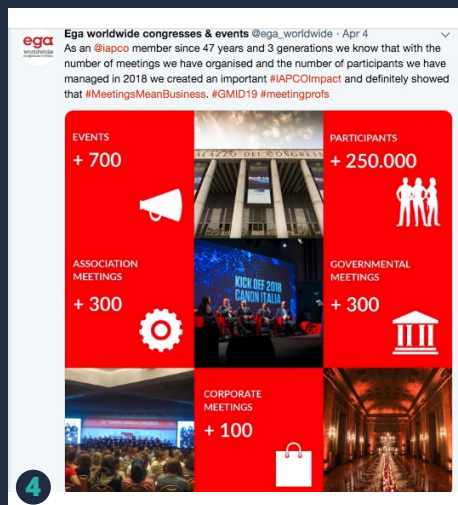 ega
worldwide
Ega worldwide congresses & events @ega_worldwide · Apr 4
As an @iapco member since 47 years and 3 generations we know that with the
number of meetings we have organised and the number of participants we have
managed in 2018 we created an important #IAPCOImpact and definitely showed
that #MeetingsMeanBusiness. #GMID19 #meetingprofs
EVENTS
+ 700
PALAZZO DEI CONGRESSI
PARTICIPANTS
+ 250.000
ASSOCIATION
MEETINGS
+ 300
KICK OFF 2018
CANON ITALIA
GOVERNMENTAL
MEETINGS
+ 300
CORPORATE
MEETINGS
+ 100
4